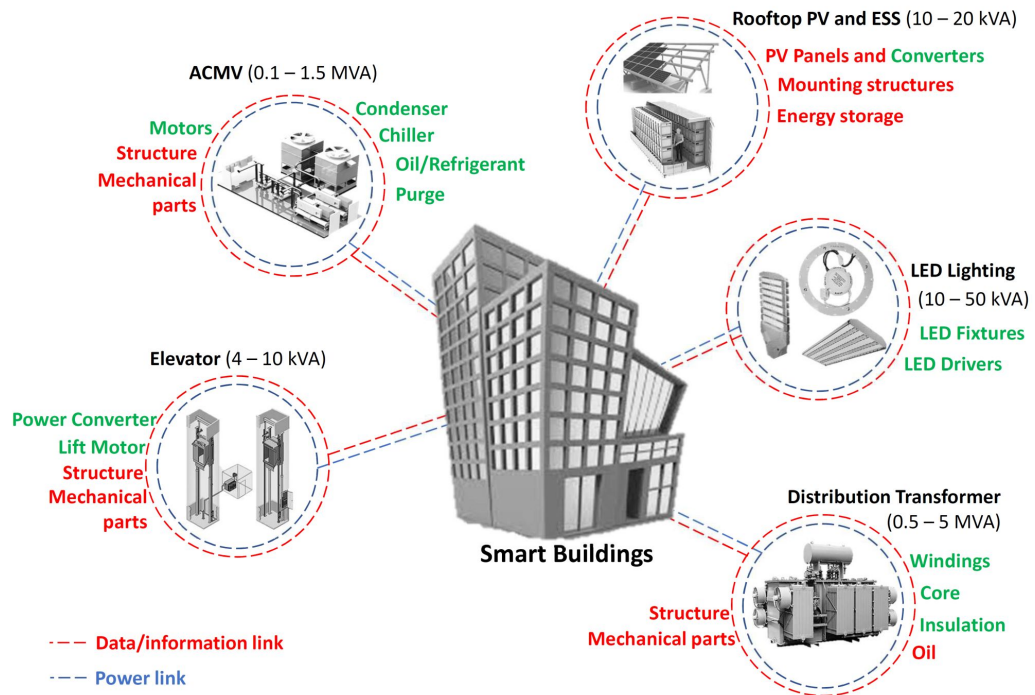 Rooftop PV and ESS (10 – 20 kVA)
PV Panels and Converters
Mounting structures
Energy storage
ACMV (0.1 – 1.5 MVA)
Motors
Structure
Mechanical
parts
Condenser
Chiller
Oil/Refrigerant
Purge
LED Lighting
(10 – 50 kVA)
LED Fixtures
LED Drivers
Elevator (4 – 10 kVA)
Power Converter
Lift Motor
Structure
Mechanical
parts
Smart Buildings
Distribution Transformer
(0.5 – 5 MVA)
Windings
Core
Insulation
Oil
Structure
Mechanical parts
Data/information link
Power link